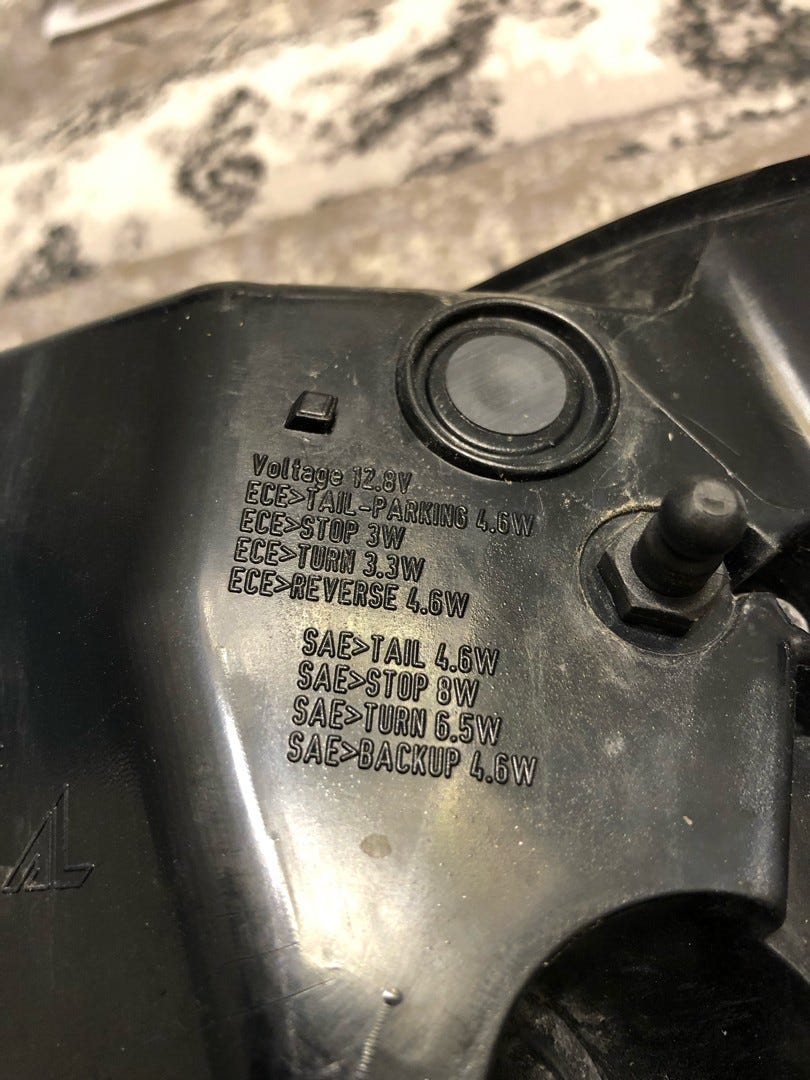 Voltage 12.8V
ECE>TAIL-PARKING 4.6W
ECE>STOP 3W
ECE>TURN 3.3W
ECE>REVERSE 4.6W
SAE>TAIL 4.6W
SAE>STOP 8W
SAE>TURN 6.5W
SAE>BACKUP 4.6W
AL